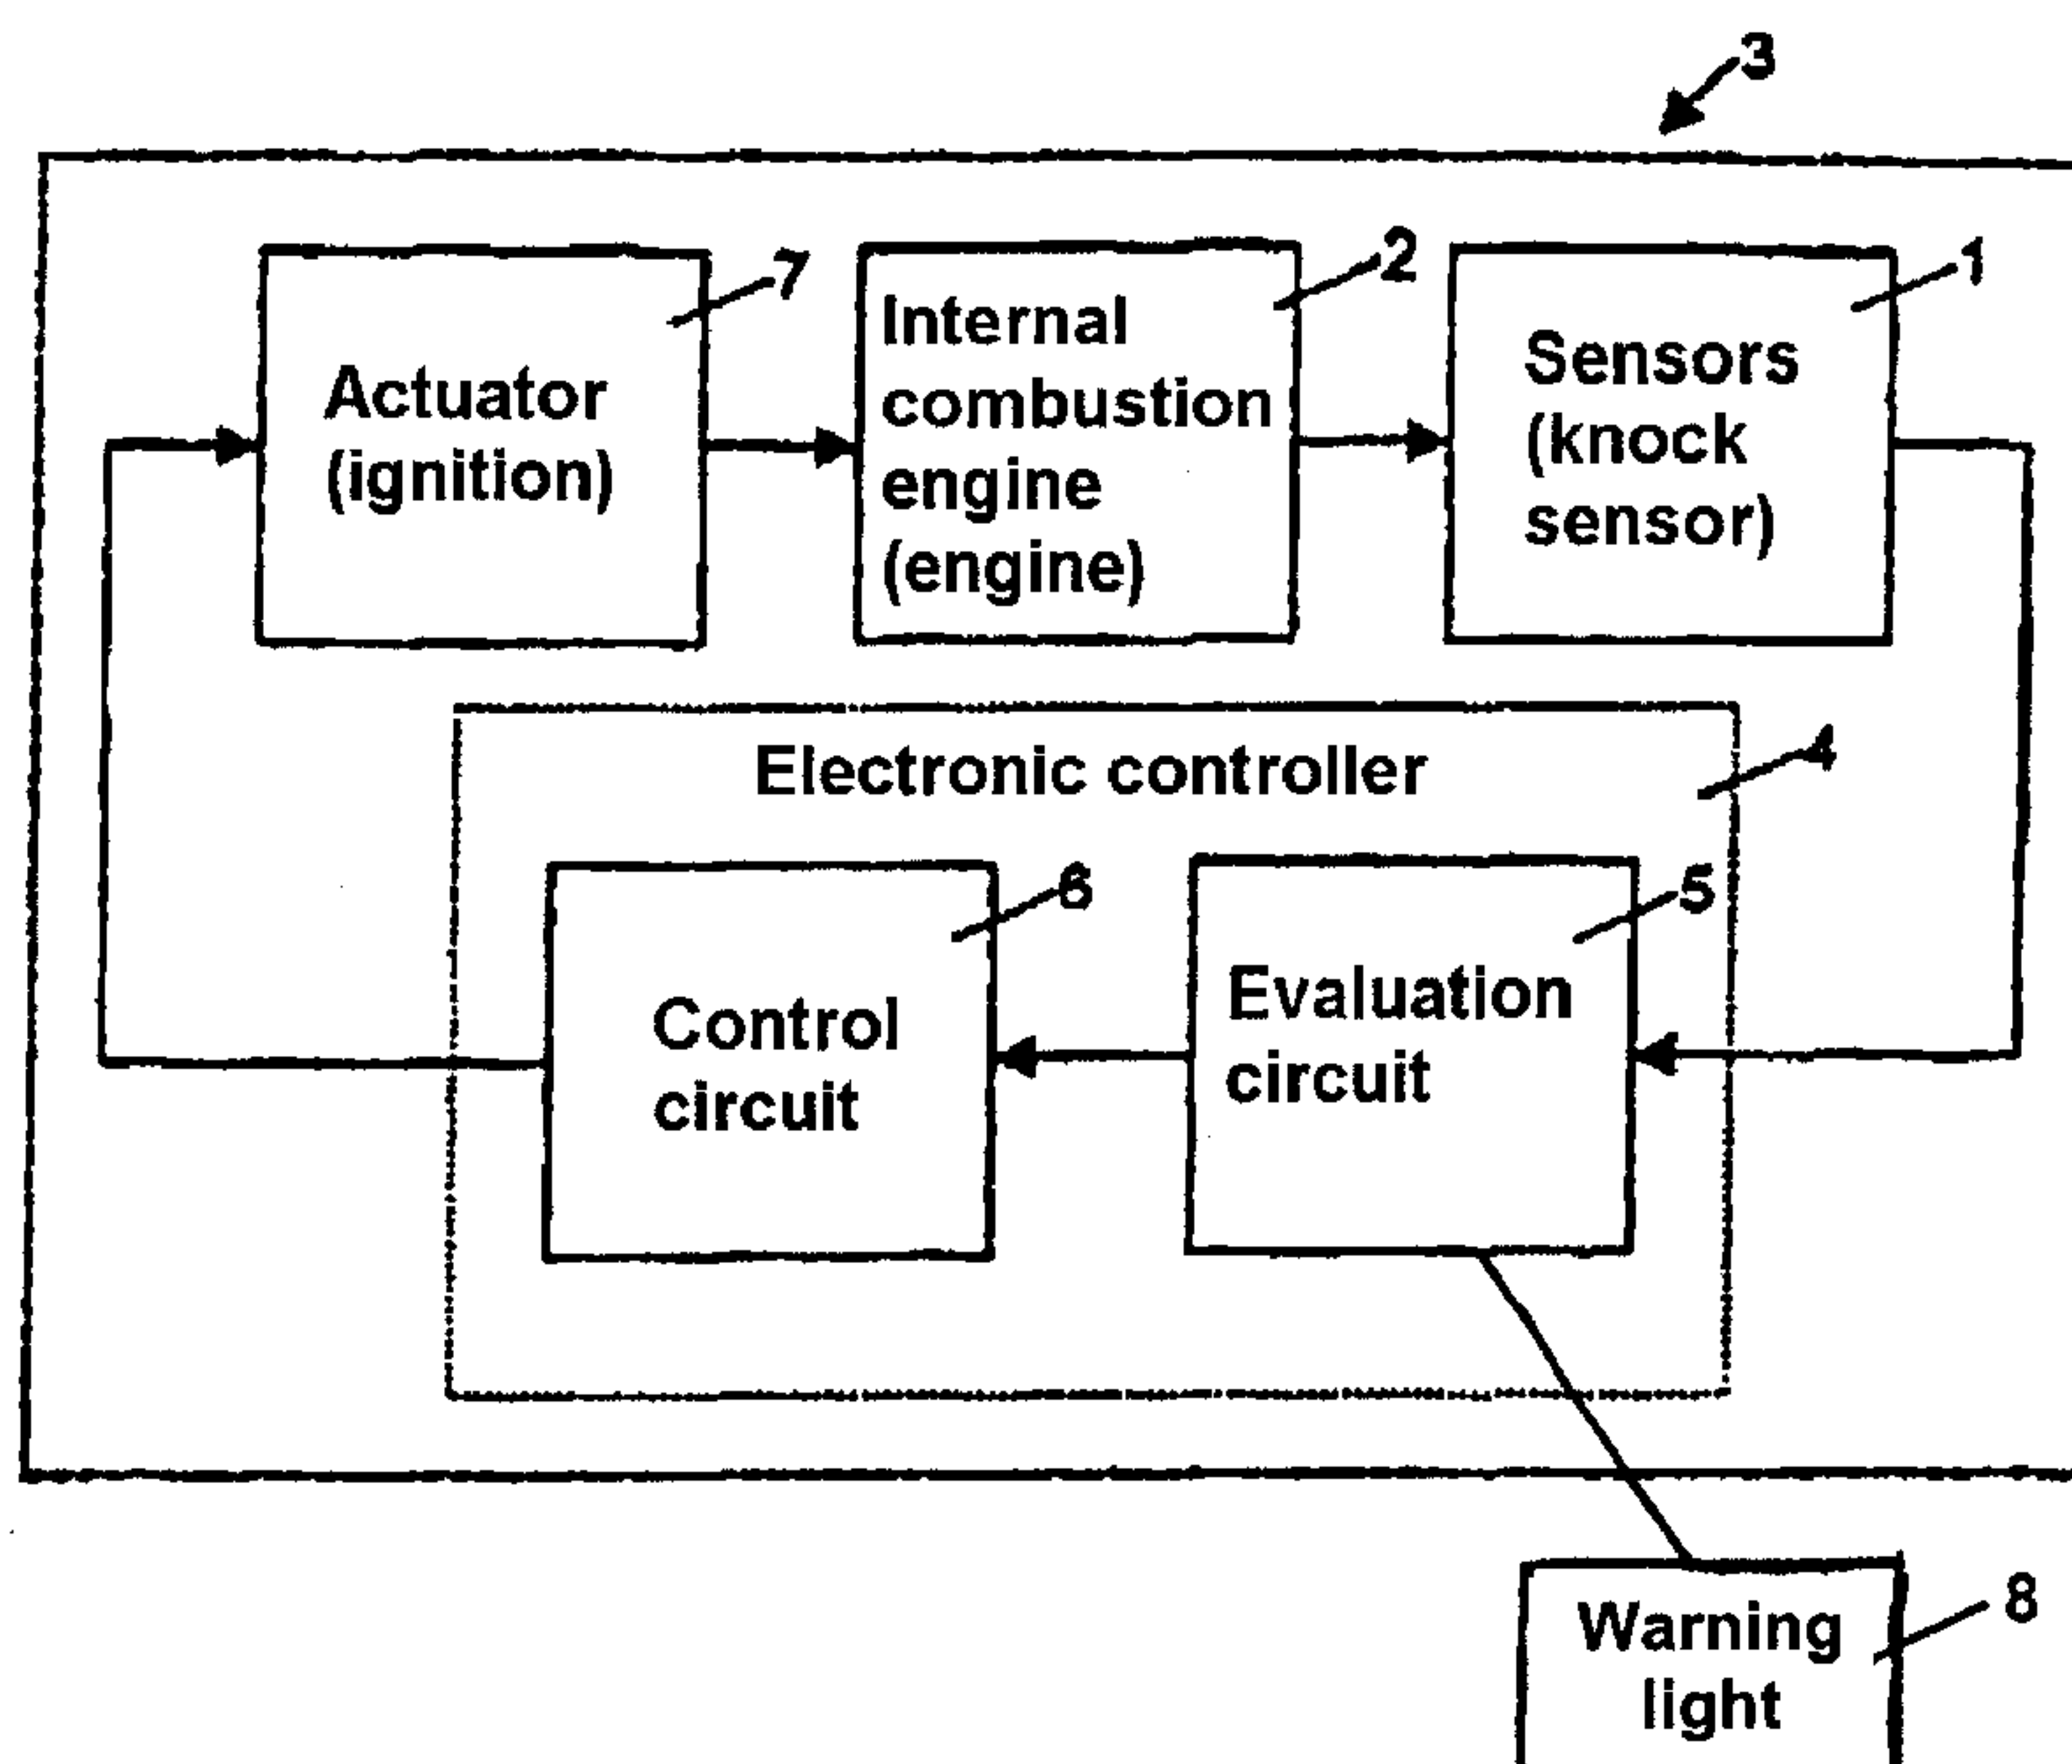 3
7
Actuator
(ignition)
2
Internal
combustion
engine
(engine)
1
Sensors
(knock
sensor)
Electronic controller
4
6
Control
circuit
5
Evaluation
circuit
8
Warning
light